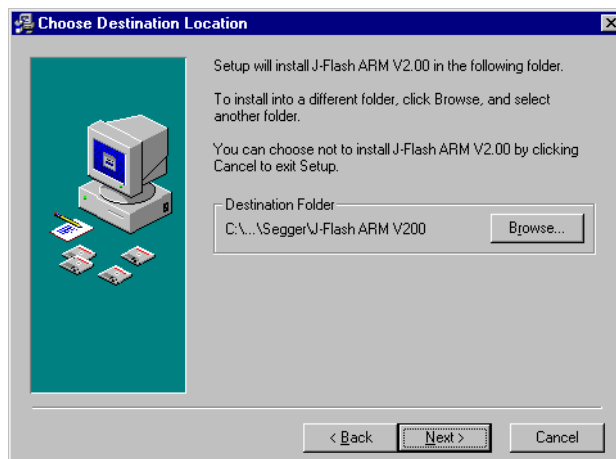 Choose Destination Location
Setup will install J-Flash ARM V2.00 in the following folder.
To install into a different folder, click Browse, and select
another folder.
You can choose not to install J-Flash ARM V2.00 by clicking
Cancel to exit Setup.
Destination Folder
C:\...\Segger\J-Flash ARM V200
Browse...
< Back
Next >
Cancel